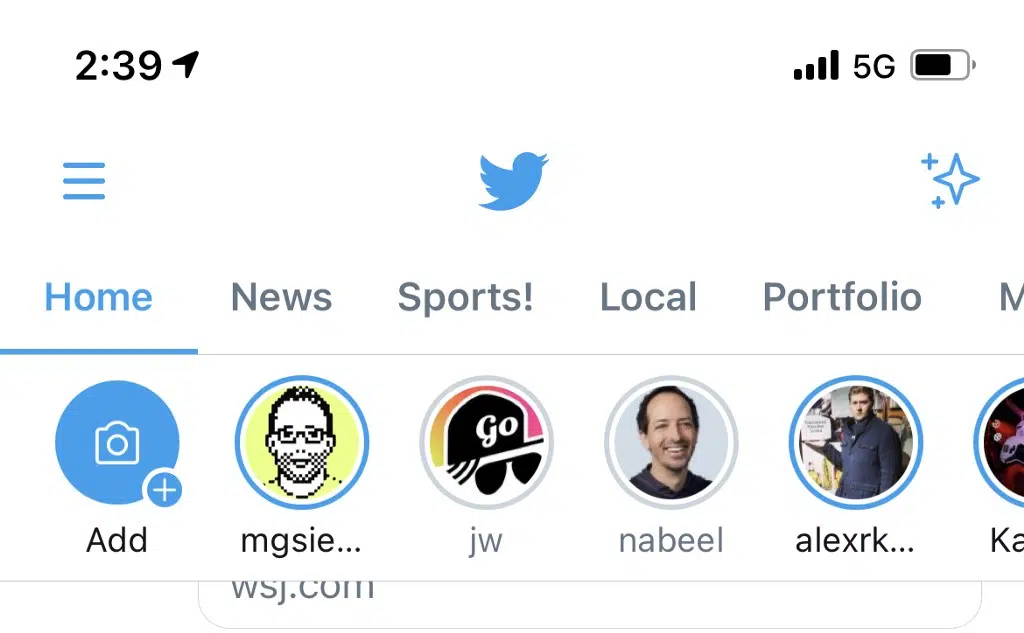 2:39 5G
Home News Sports! Local Portfolio M
Go
Add mgsie... jw nabeel alexrk... Ka
wsj.com